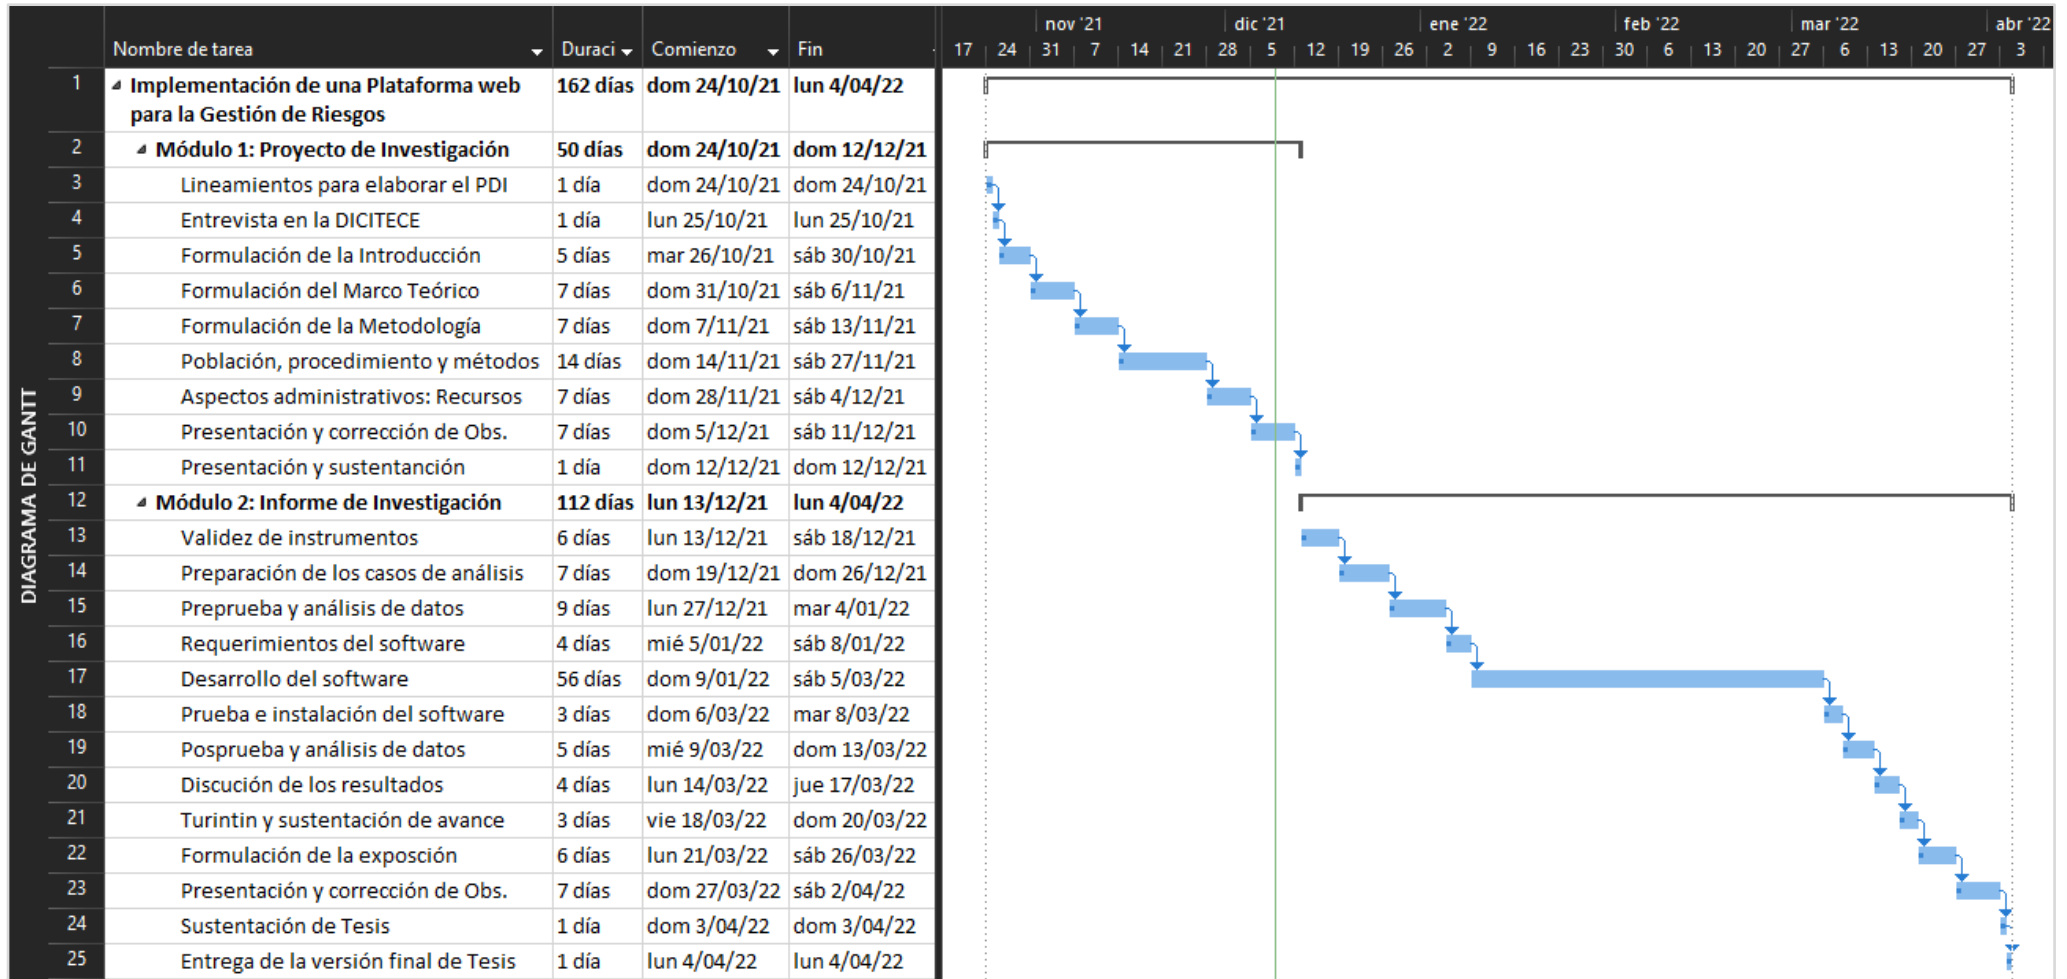 nov '21 dic '21 ene '22 feb '22 mar '22 abr '22
Nombre de tarea Duraci Comienzo Fin 17 24 31 7 14 21 28 5 12 19 26 2 9 16 23 30 6 13 20 27 6 13 20 27 3
1 Implementación de una Plataforma web 162 días dom 24/10/21 lun 4/04/22
para la Gestión de Riesgos
2 Módulo 1: Proyecto de Investigación 50 días dom 24/10/21 dom 12/12/21
3 Lineamientos para elaborar el PDI 1 día dom 24/10/21 dom 24/10/21
4 Entrevista en la DICITECE 1 día lun 25/10/21 lun 25/10/21
5 Formulación de la Introducción 5 días mar 26/10/21 sáb 30/10/21
6 Formulación del Marco Teórico 7 días dom 31/10/21 sáb 6/11/21
7 Formulación de la Metodología 7 días dom 7/11/21 sáb 13/11/21
8 Población, procedimiento y métodos 14 días dom 14/11/21 sáb 27/11/21
9 Aspectos administrativos: Recursos 7 días dom 28/11/21 sáb 4/12/21
10 Presentación y corrección de Obs. 7 días dom 5/12/21 sáb 11/12/21
11 Presentación y sustentanción 1 día dom 12/12/21 dom 12/12/21
12 Módulo 2: Informe de Investigación 112 días lun 13/12/21 lun 4/04/22
13 Validez de instrumentos 6 días lun 13/12/21 sáb 18/12/21
14 Preparación de los casos de análisis 7 días dom 19/12/21 dom 26/12/21
15 Preprueba y análisis de datos 9 días lun 27/12/21 mar 4/01/22
16 Requerimientos del software 4 días mié 5/01/22 sáb 8/01/22
17 Desarrollo del software 56 días dom 9/01/22 sáb 5/03/22
18 Prueba e instalación del software 3 días dom 6/03/22 mar 8/03/22
19 Posprueba y análisis de datos 5 días mié 9/03/22 dom 13/03/22
20 Discución de los resultados 4 días lun 14/03/22 jue 17/03/22
21 Turintin y sustentación de avance 3 días vie 18/03/22 dom 20/03/22
22 Formulación de la exposción 6 días lun 21/03/22 sáb 26/03/22
23 Presentación y corrección de Obs. 7 días dom 27/03/22 sáb 2/04/22
24 Sustentación de Tesis 1 día dom 3/04/22 dom 3/04/22
25 Entrega de la versión final de Tesis 1 día lun 4/04/22 lun 4/04/22
DIAGRAMA DE GANTT